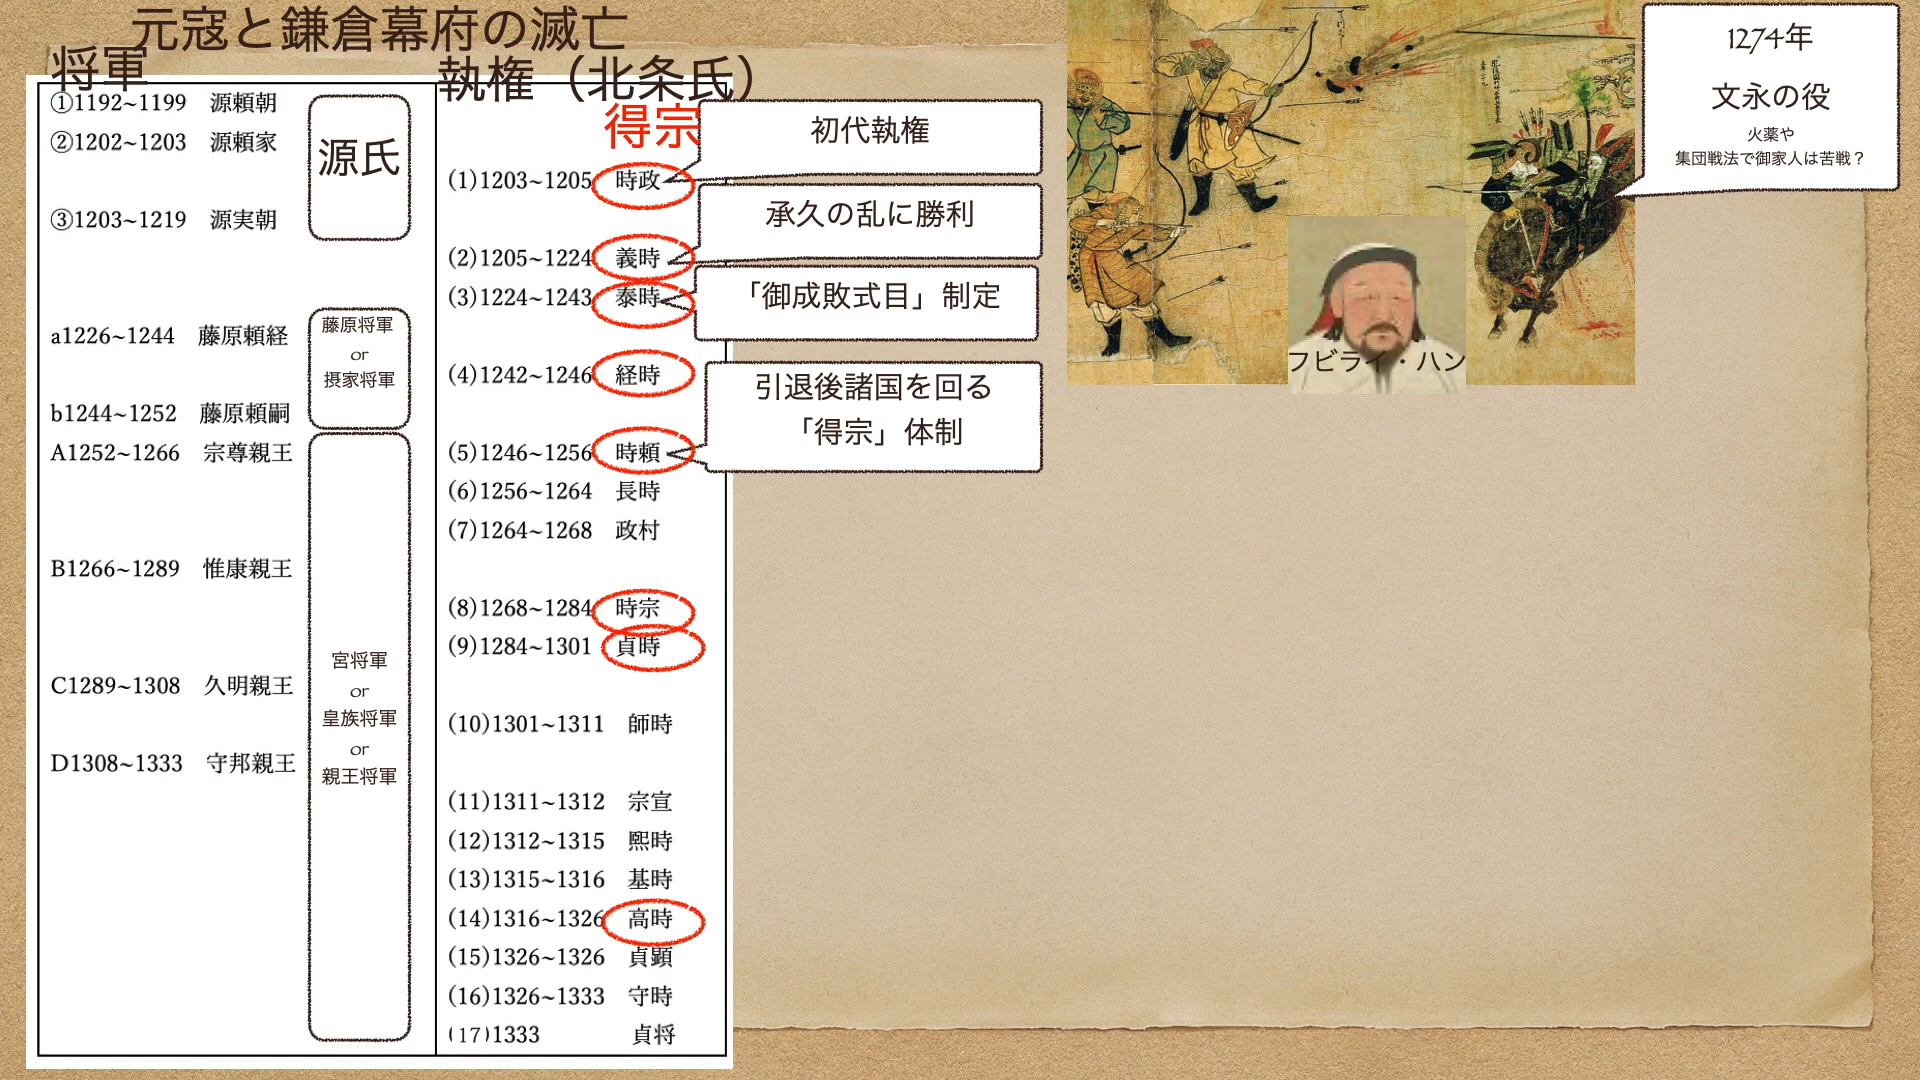 元寇と鎌倉幕府の滅亡
将軍
①1192~1199 源頼朝
②1202~1203 源頼家
③1203~1219 源実朝
源氏
a1226~1244 藤原頼経
b1244~1252 藤原頼嗣
藤原将軍
or
摂家将軍
A1252~1266 宗尊親王
B1266~1289 惟康親王
C1289~1308 久明親王
D1308~1333 守邦親王
宮将軍
or
皇族将軍
or
親王将軍
執権（北条氏）
得宗
(1)1203~1205 時政
(2)1205~1224 義時
(3)1224~1243 泰時
(4)1242~1246 経時
(5)1246~1256 時頼
(6)1256~1264 長時
(7)1264~1268 政村
(8)1268~1284 時宗
(9)1284~1301 貞時
(10)1301~1311 師時
(11)1311~1312 宗宣
(12)1312~1315 煕時
(13)1315~1316 基時
(14)1316~1326 高時
(15)1326~1326 貞顕
(16)1326~1333 守時
(17)1333 貞将
初代執権
承久の乱に勝利
「御成敗式目」制定
引退後諸国を回る
「得宗」体制
フビライ・ハン
1274年
文永の役
火薬や
集団戦法で御家人は苦戦？